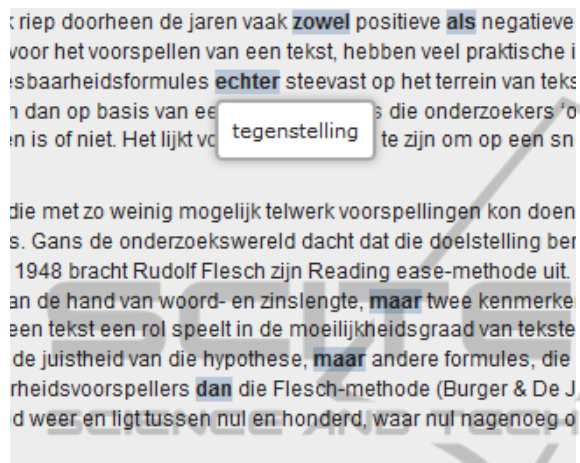 riep doorheen de jaren vaak zowel positieve als negatieve
voor het voorspellen van een tekst, hebben veel praktische i
sbaarheidsformules echter steevast op het terrein van teks
n dan op basis van ee s die onderzoekers 'o
tegenstelling
n is of niet. Het lijkt vo te zijn om op een sn
die met zo weinig mogelijk telwerk voorspellingen kon doen
s. Gans de onderzoekswereld dacht dat die doelstelling ber
1948 bracht Rudolf Flesch zijn Reading ease-methode uit.
an de hand van woord- en zinslengte, maar twee kenmerke
een tekst een rol speelt in de moeilijkheidsgraad van tekste
de juistheid van die hypothese, maar andere formules, die
rheidsvoorspellers dan die Flesch-methode (Burger & De J
d weer en ligt tussen nul en honderd, waar nul nagenoeg o
SCIENCE AND TECH